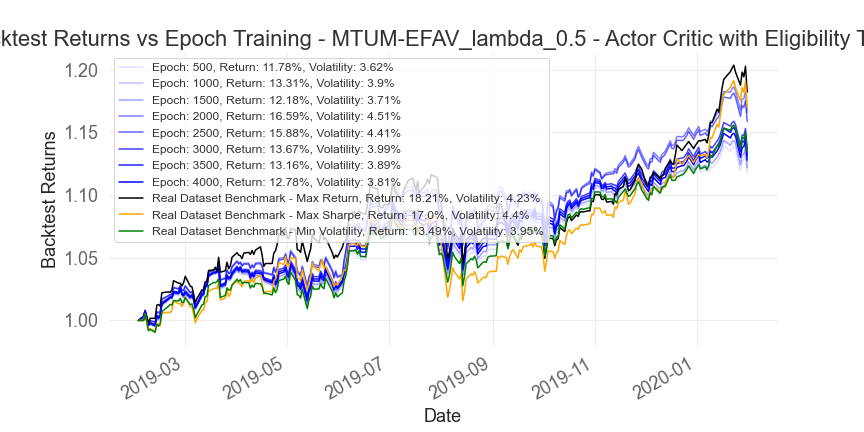 ktest Returns vs Epoch Training - MTUM-EFAV_lambda_0.5 - Actor Critic with Eligibility T
Epoch: 500, Return: 11.78%, Volatility: 3.62%
Epoch: 1000, Return: 13.31%, Volatility: 3.9%
Epoch: 1500, Return: 12.18%, Volatility: 3.71%
Epoch: 2000, Return: 16.59%, Volatility: 4.51%
Epoch: 2500, Return: 15.88%, Volatility: 4.41%
Epoch: 3000, Return: 13.67%, Volatility: 3.99%
Epoch: 3500, Return: 13.16%, Volatility: 3.89%
Epoch: 4000, Return: 12.78%, Volatility: 3.81%
Real Dataset Benchmark - Max Return, Return: 18.21%, Volatility: 4.23%
Real Dataset Benchmark - Max Sharpe, Return: 17.0%, Volatility: 4.4%
Real Dataset Benchmark - Min Volitility, Return: 13.49%, Volatility: 3.95%
Backtest Returns
1.20
1.15
1.10
1.05
1.00
2019-03
2019-05
2019-07
2019-09
2019-11
2020-01
Date